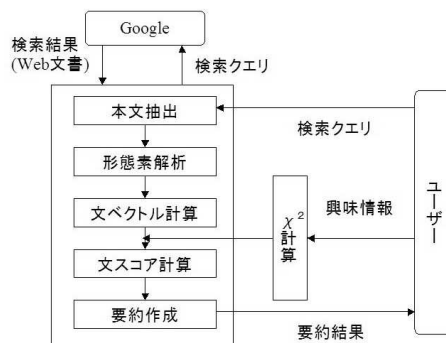 Google
検索結果
(Web文書)
検索クエリ
本文抽出
検索クエリ
形態素解析
文ベクトル計算
χ²計算
興味情報
ユーザー
文スコア計算
要約作成
要約結果